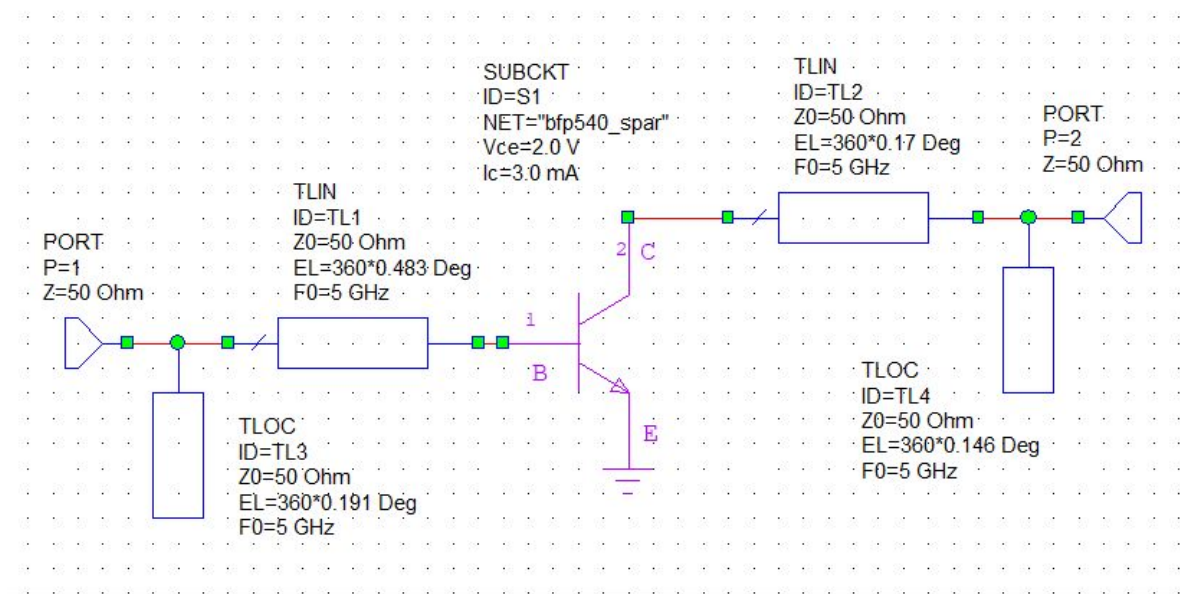 SUBCKT
ID=S1
NET="bfp540_spar"
Vce=2.0 V
Ic=3.0 mA
TLIN
ID=TL2
Z0=50 Ohm
EL=360*0.17 Deg
F0=5 GHz
PORT
P=2
Z=50 Ohm
TLIN
ID=TL1
Z0=50 Ohm
EL=360*0.483 Deg
F0=5 GHz
PORT
P=1
Z=50 Ohm
2
C
1
B
E
TLOC
ID=TL3
Z0=50 Ohm
EL=360*0.191 Deg
F0=5 GHz
TLOC
ID=TL4
Z0=50 Ohm
EL=360*0.146 Deg
F0=5 GHz